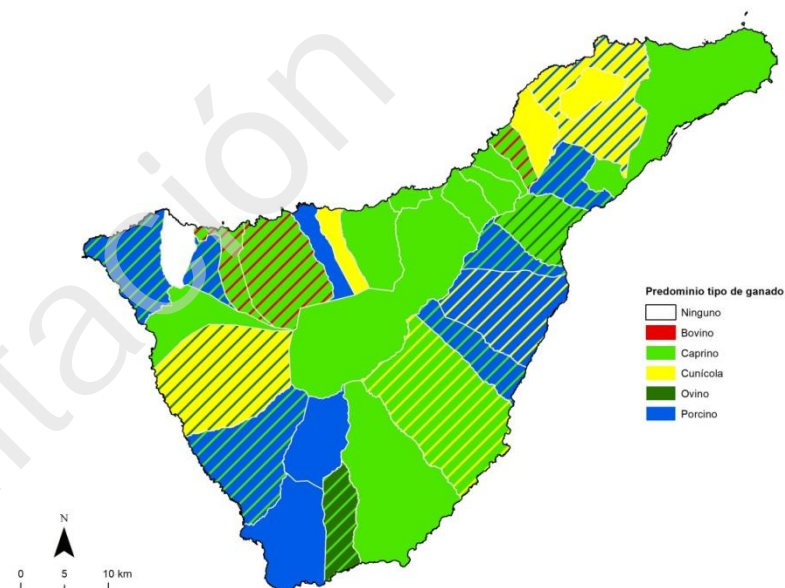 Predominio tipo de ganado
Ninguno
Bovino
Caprino
Cunícola
Ovino
Porcino
N
0 5 10 km